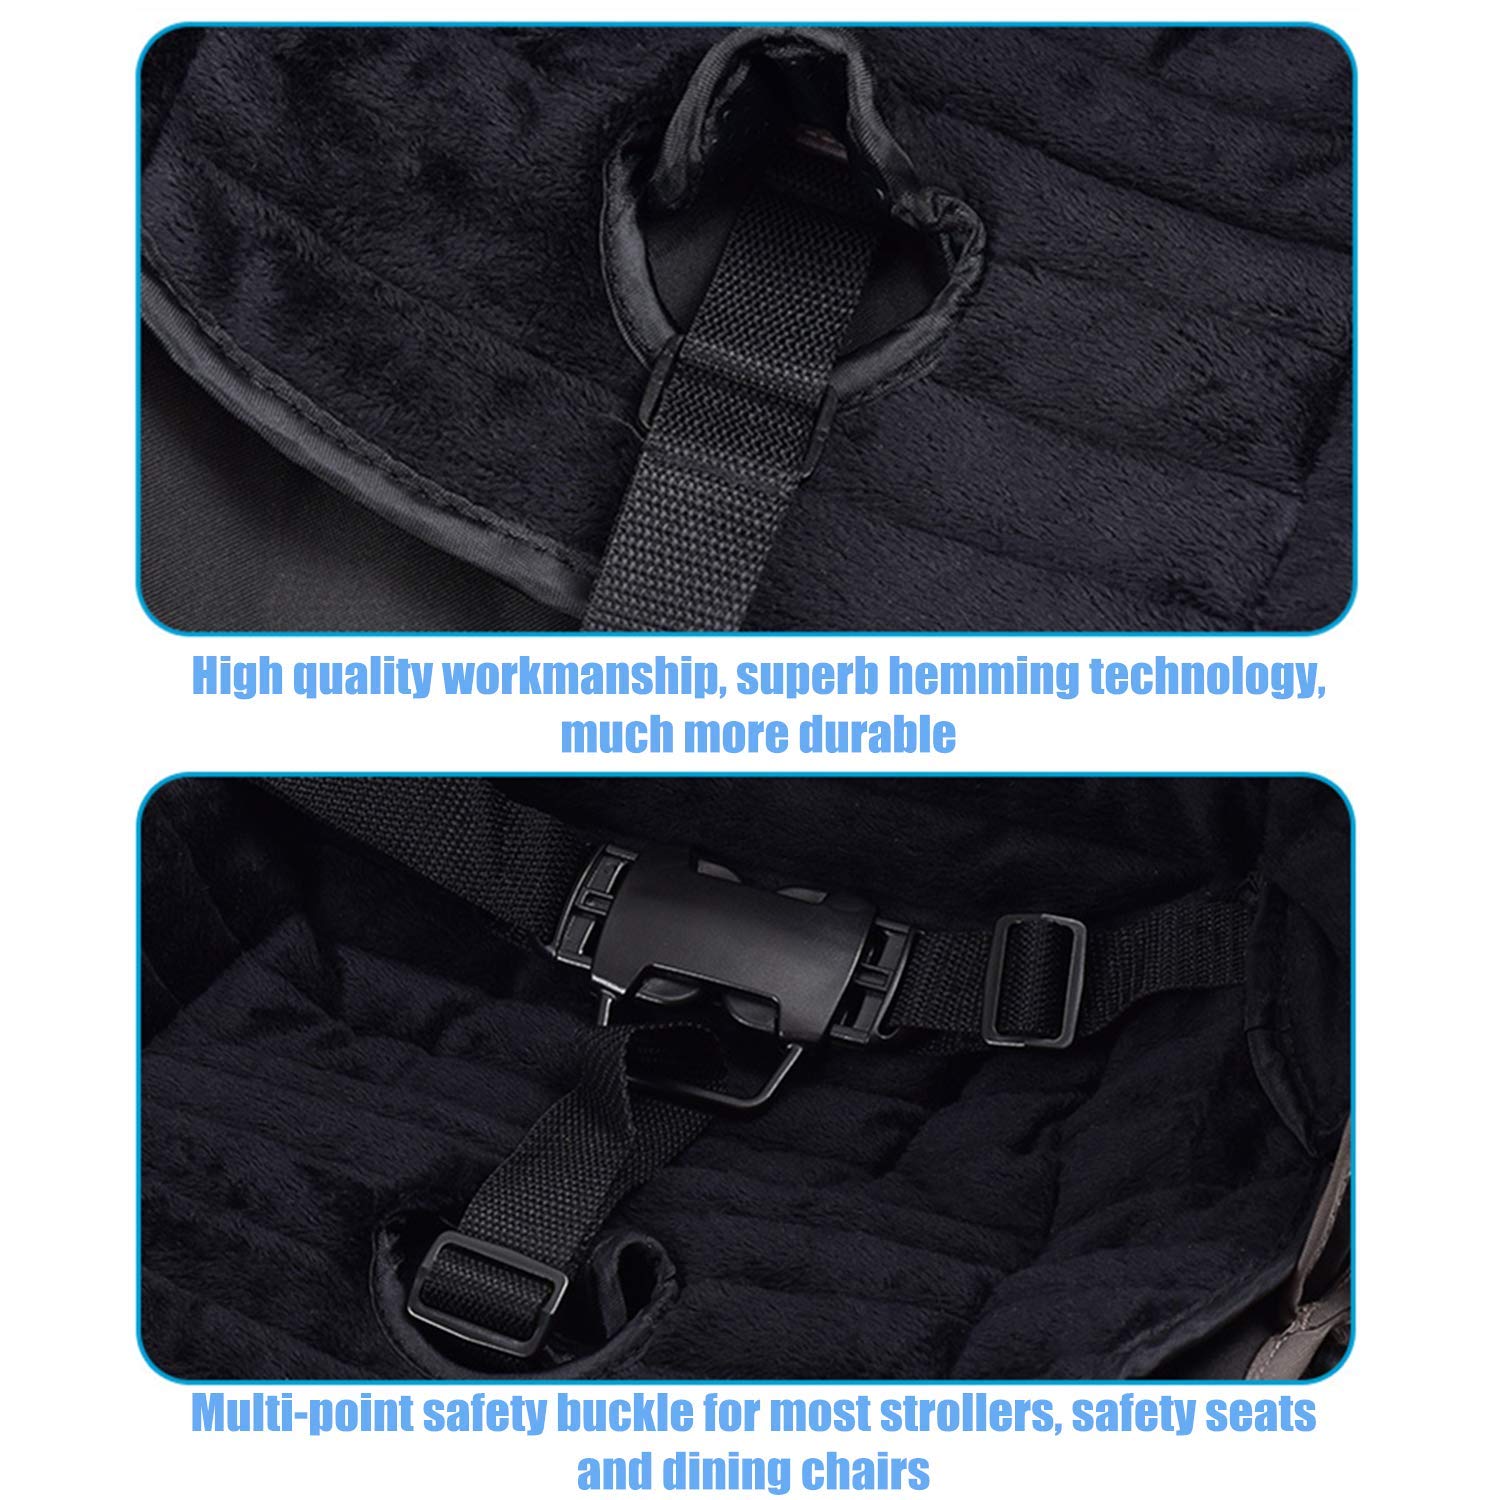 High quality workmanship, superb hemming technology,
much more durable
Multi-point safety buckle for most strollers, safety seats
and dining chairs